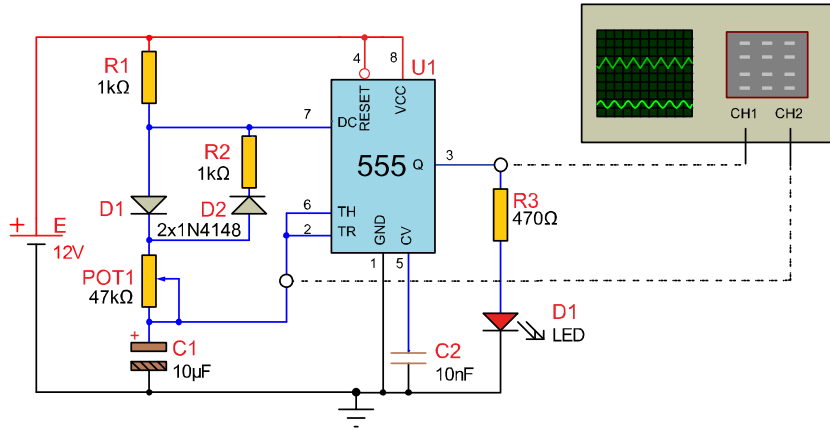 R1
1kΩ
4
8
U1
RESET
VCC
7
DC
R2
1kΩ
555
Q
3
CH1
CH2
D1
D2
2x1N4148
6
TH
2
TR
R3
470Ω
+
E
12V
GND
CV
1
5
POT1
47kΩ
D1
LED
+
C1
10µF
C2
10nF